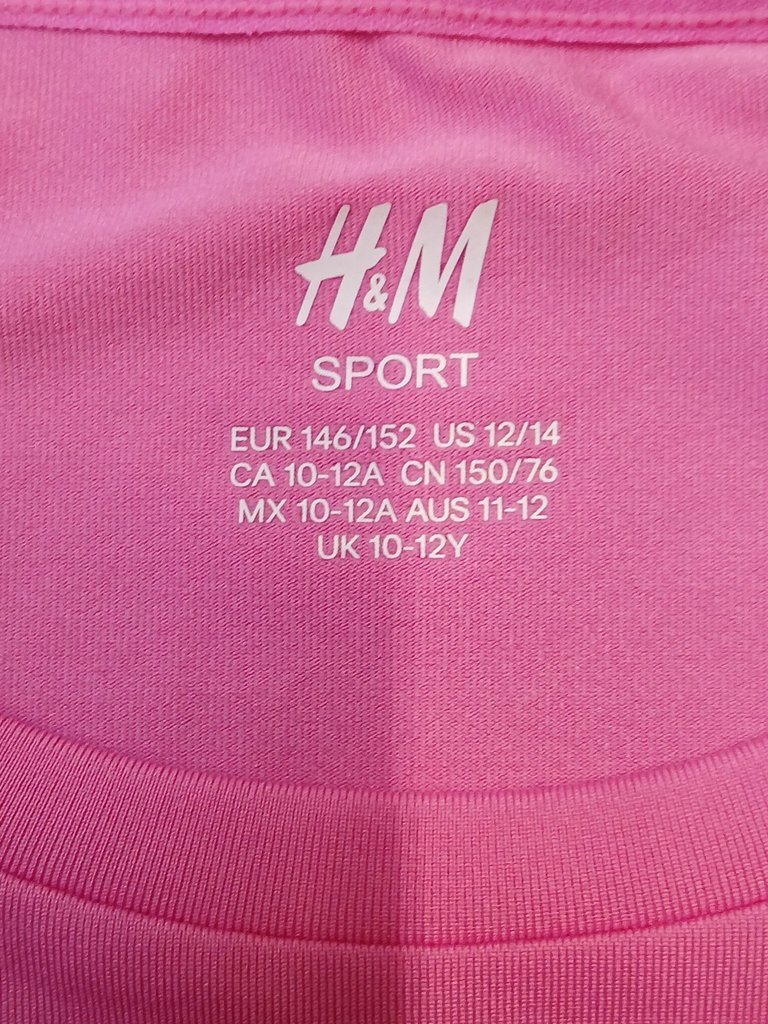 H&M
SPORT
EUR 146/152 US 12/14
CA 10-12A CN 150/76
MX 10-12A AUS 11-12
UK 10-12Y